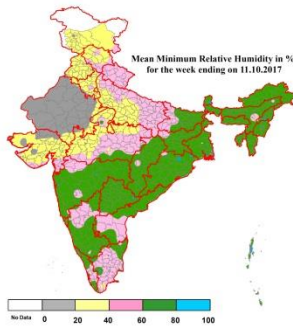 Mean Minimum Relative Humidity in %
for the week ending on 11.10.2017
No Data 0 20 40 60 80 100